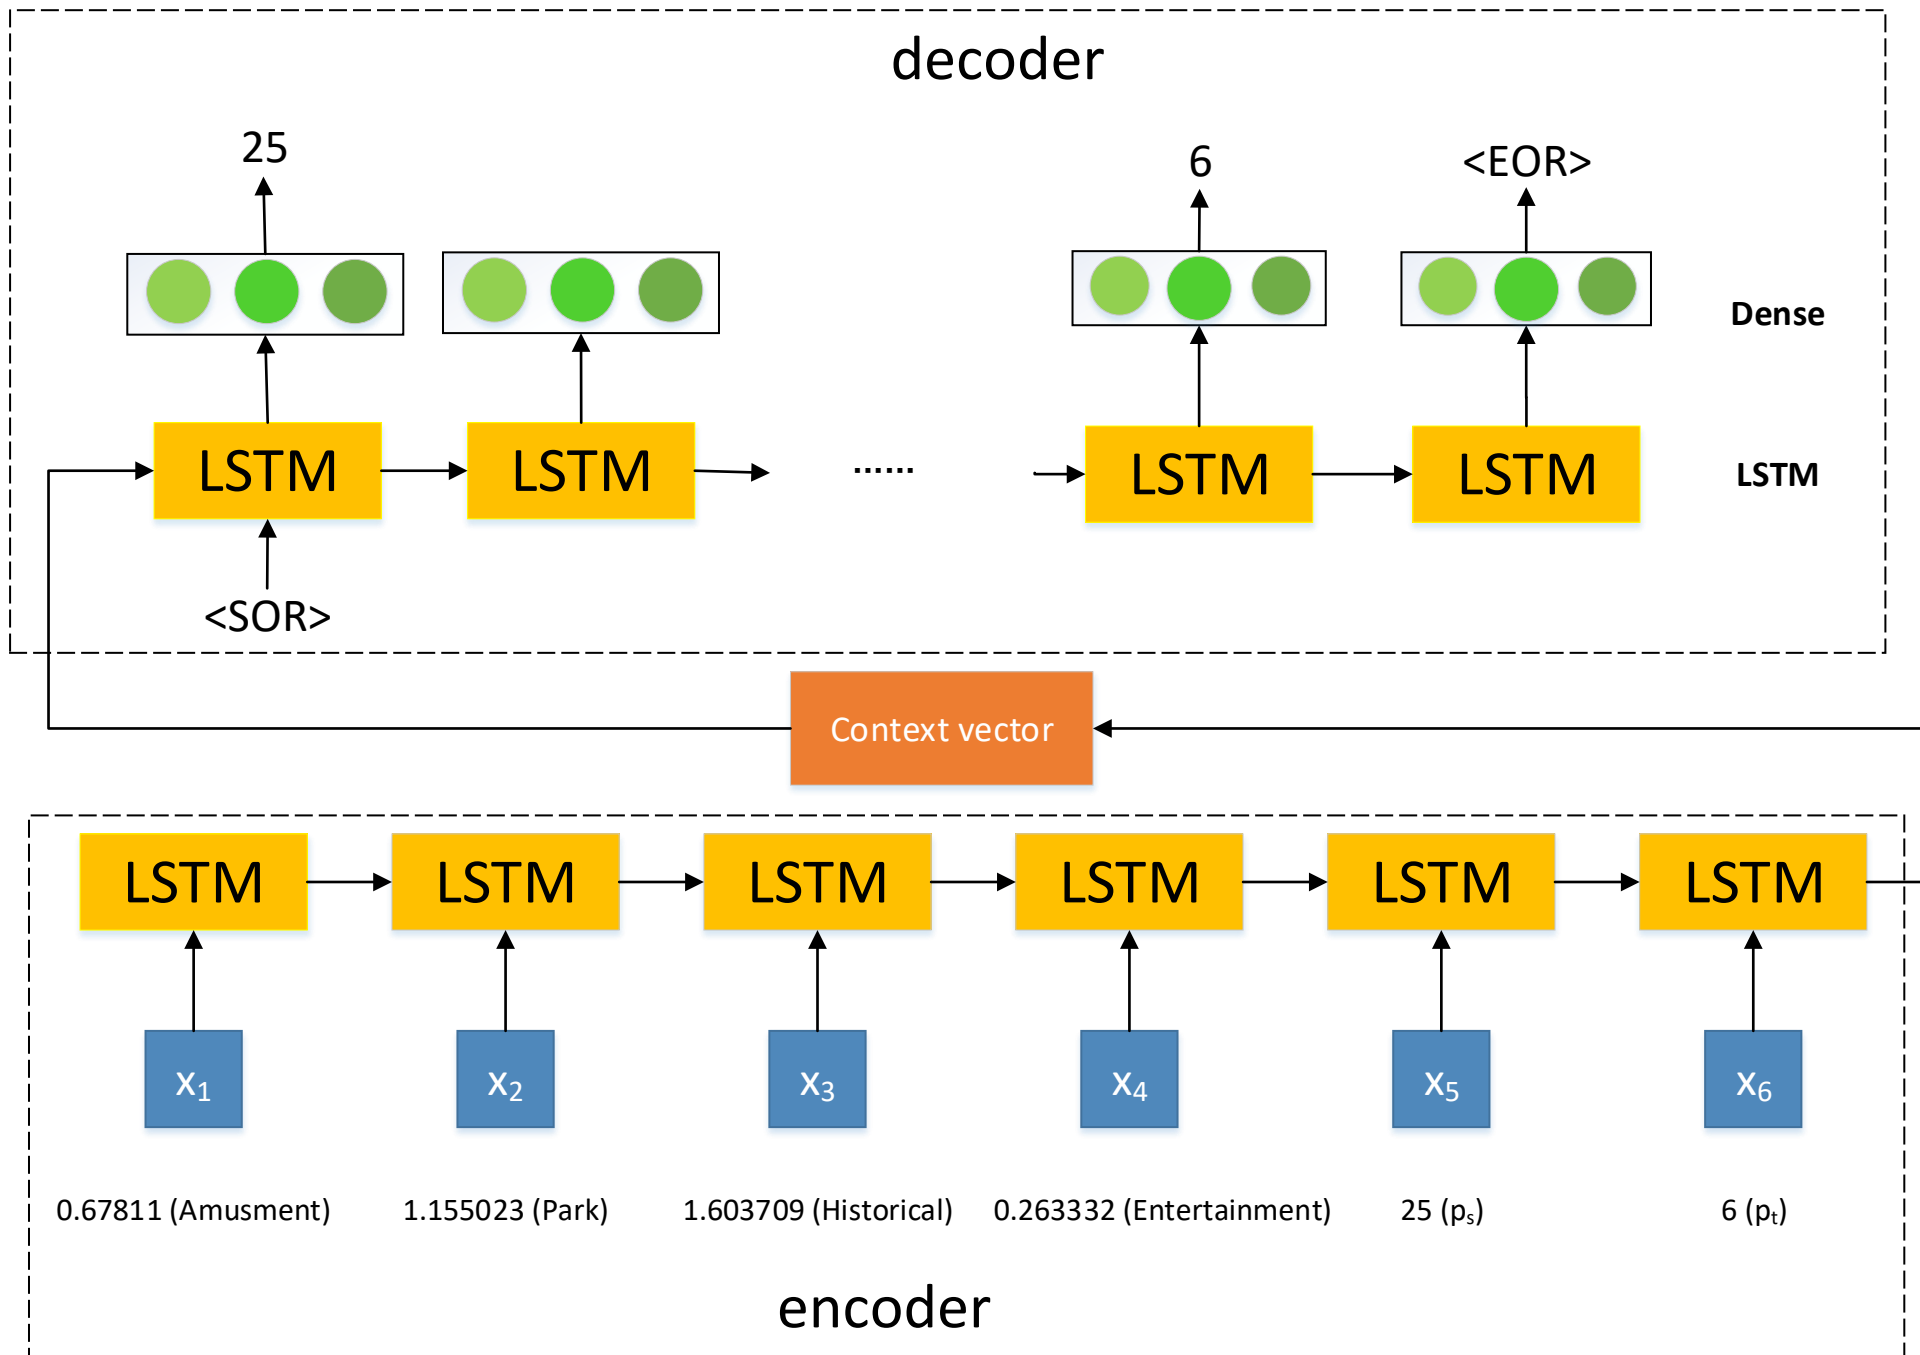 decoder
25
6
<EOR>
Dense
LSTM
LSTM
......
LSTM
LSTM
LSTM
<SOR>
Context vector
LSTM
LSTM
LSTM
LSTM
LSTM
LSTM
x1
x2
x3
x4
x5
x6
0.67811 (Amusment)
1.155023 (Park)
1.603709 (Historical)
0.263332 (Entertainment)
25 (ps)
6 (pt)
encoder